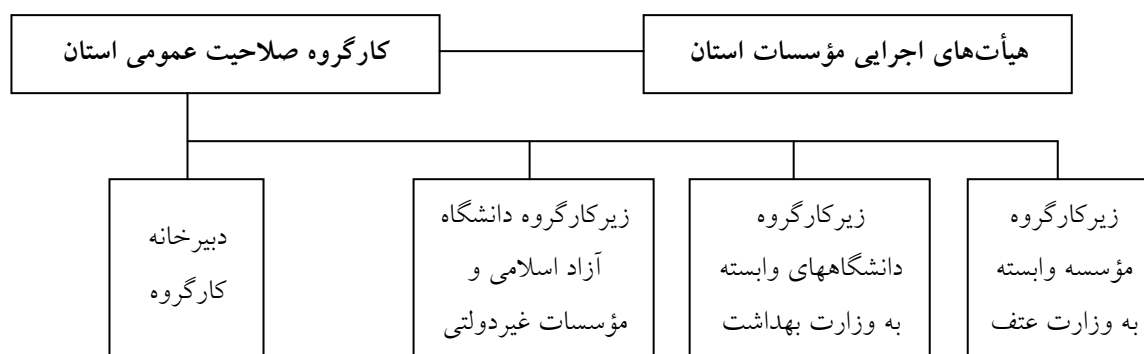 هیأت‌های اجرایی مؤسسات استان
کارگروه صلاحیت عمومی استان
زیرکارگروه
مؤسسه وابسته
به وزارت عتف
زیرکارگروه
دانشگاههای وابسته
به وزارت بهداشت
زیرکارگروه دانشگاه
آزاد اسلامی و
مؤسسات غیردولتی
دبیرخانه
کارگروه